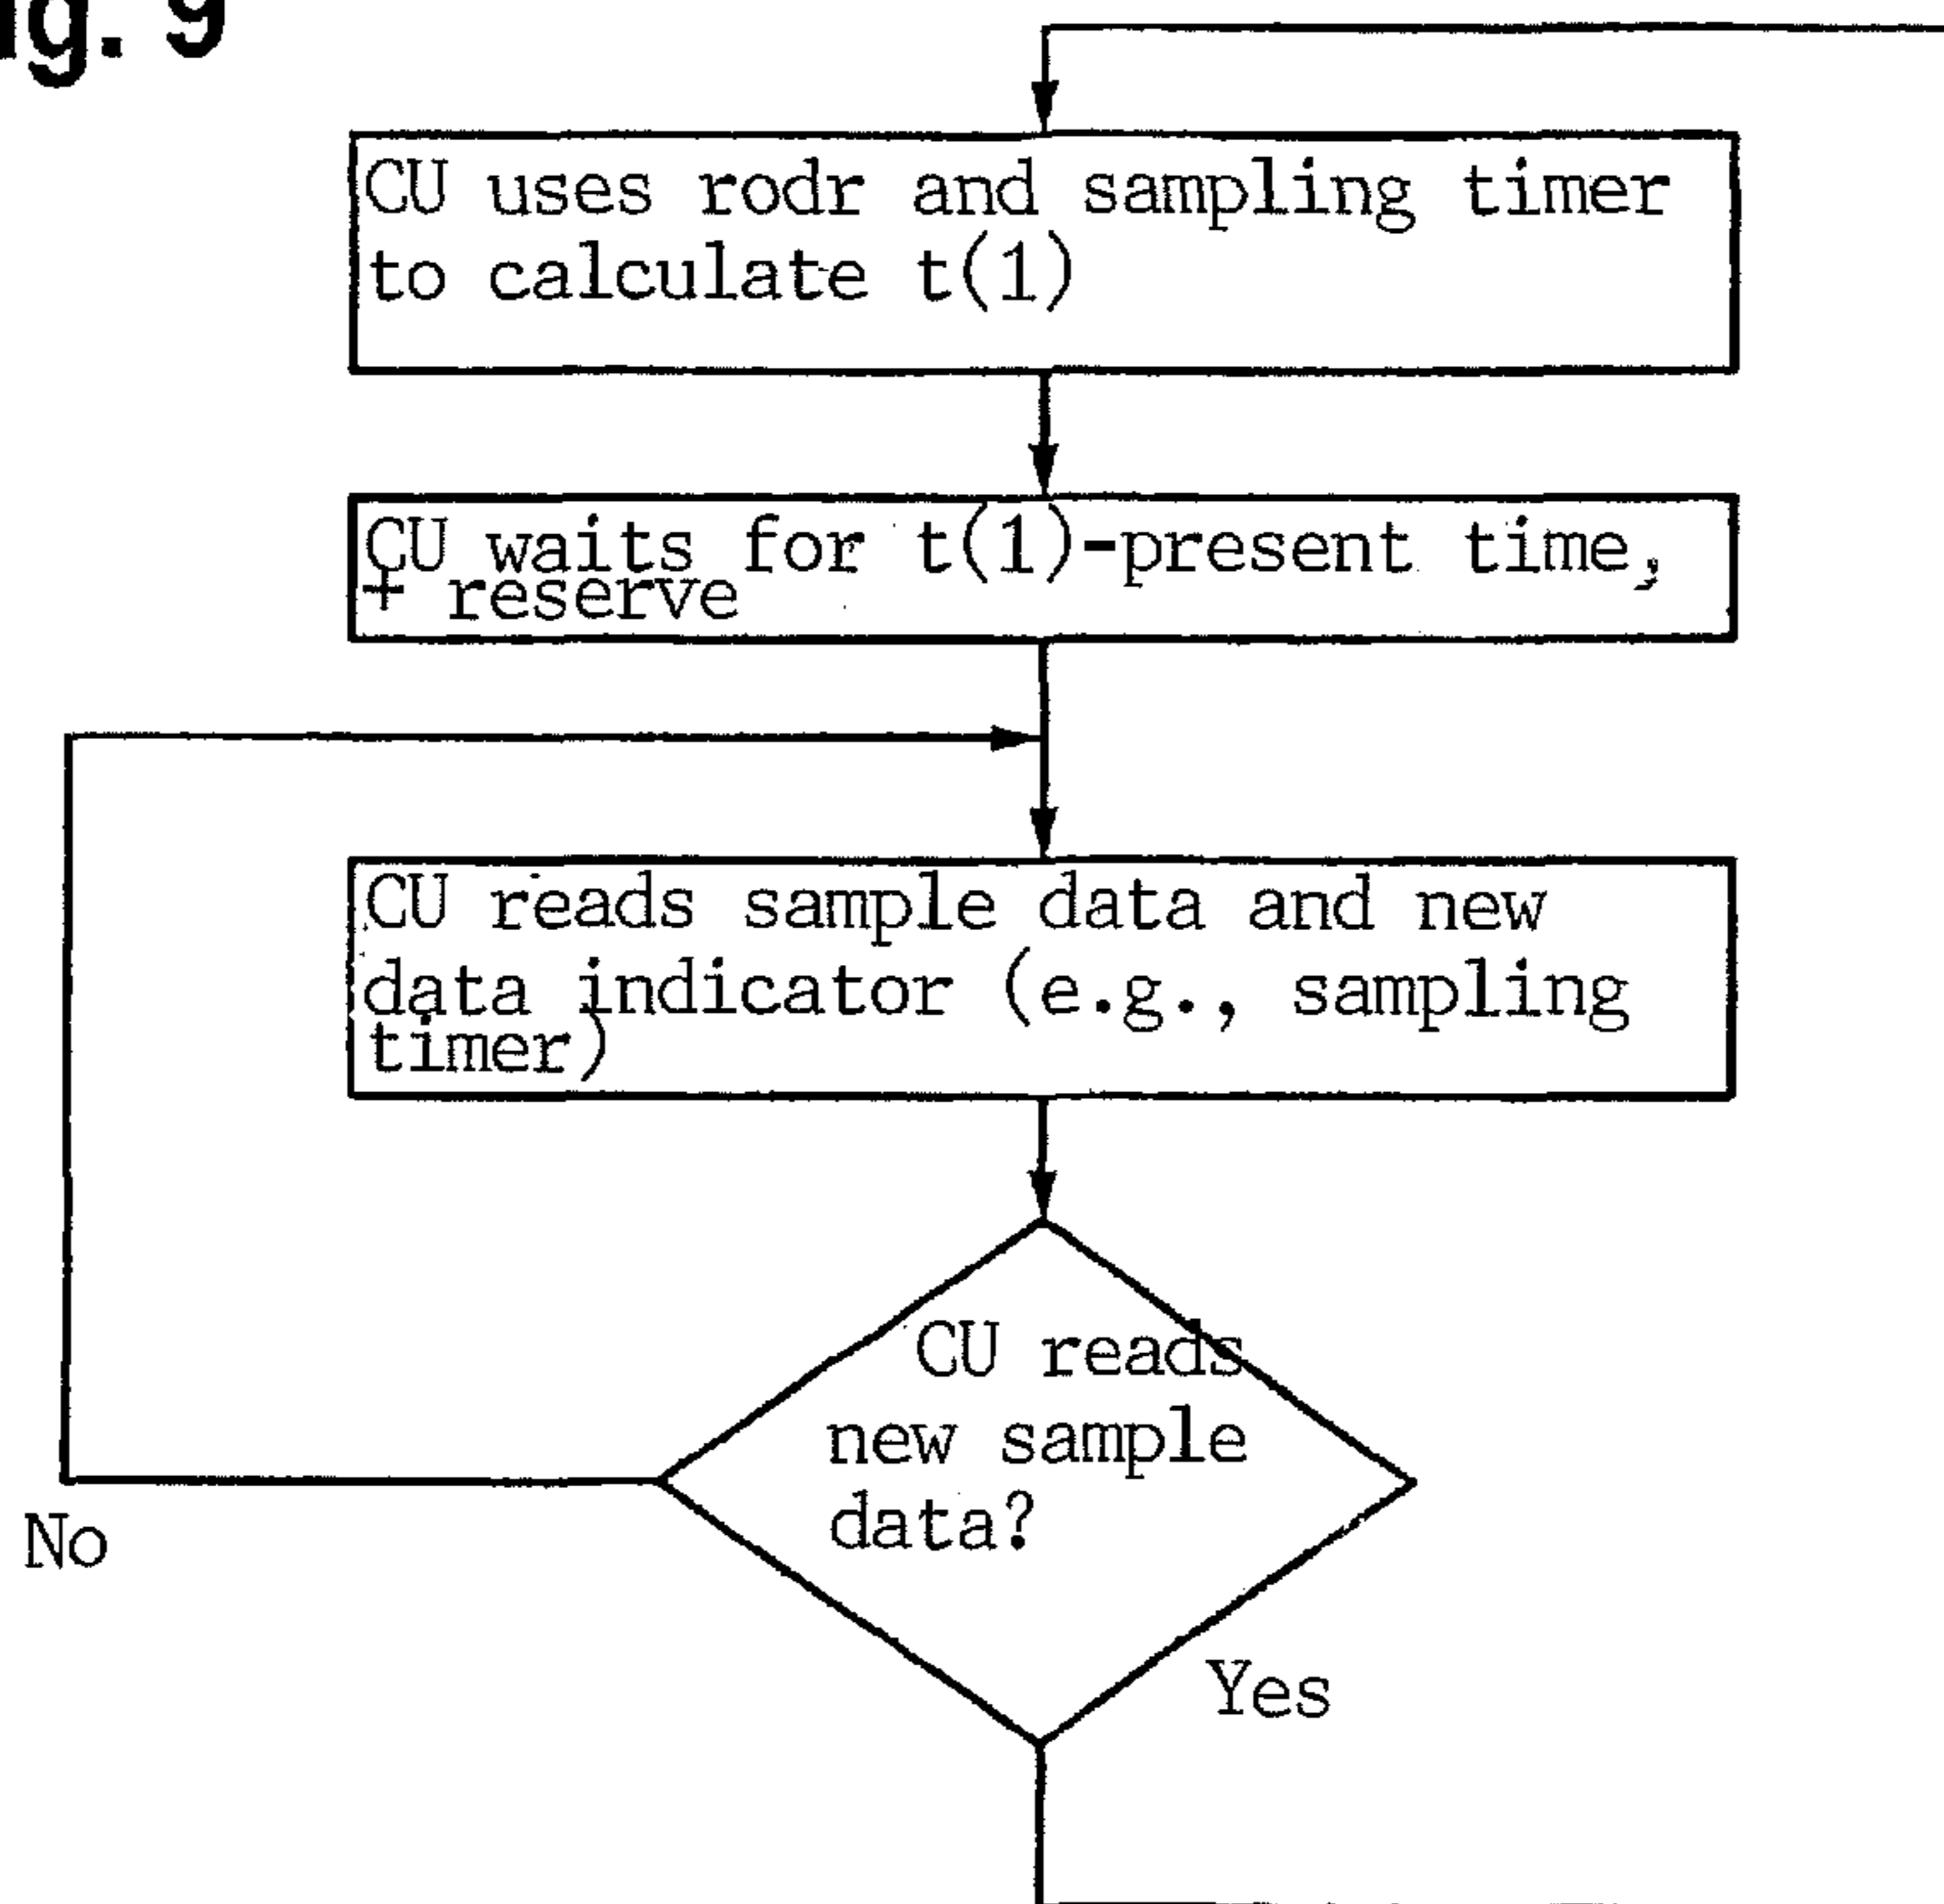 ig. 9
CU uses rodr and sampling timer
to calculate t(1)
CU waits for t(1)-present time,
+ reserve
CU reads sample data and new
data indicator (e.g., sampling
timer)
CU reads
new sample
data?
No
Yes